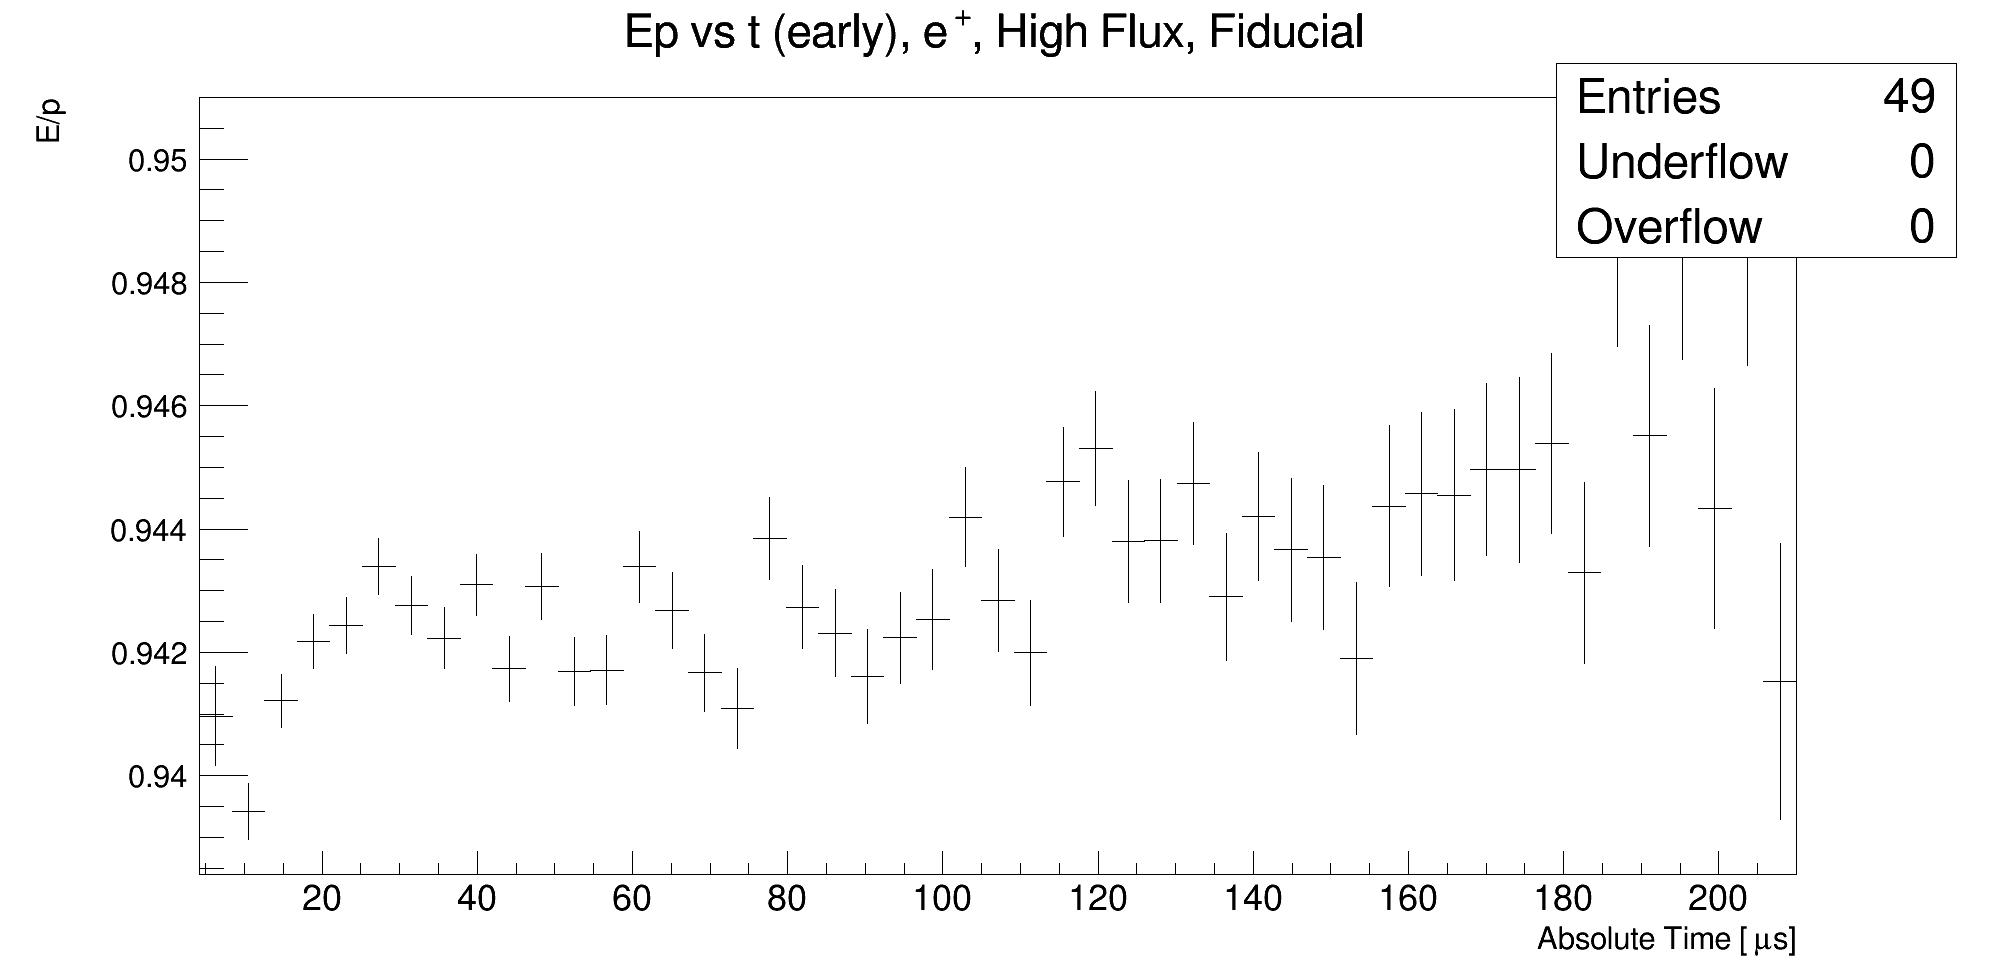 Ep vs t (early), e⁺, High Flux, Fiducial
Entries 49
Underflow 0
Overflow 0
E/p
0.95
0.948
0.946
0.944
0.942
0.94
20 40 60 80 100 120 140 160 180 200
Absolute Time [ μs]